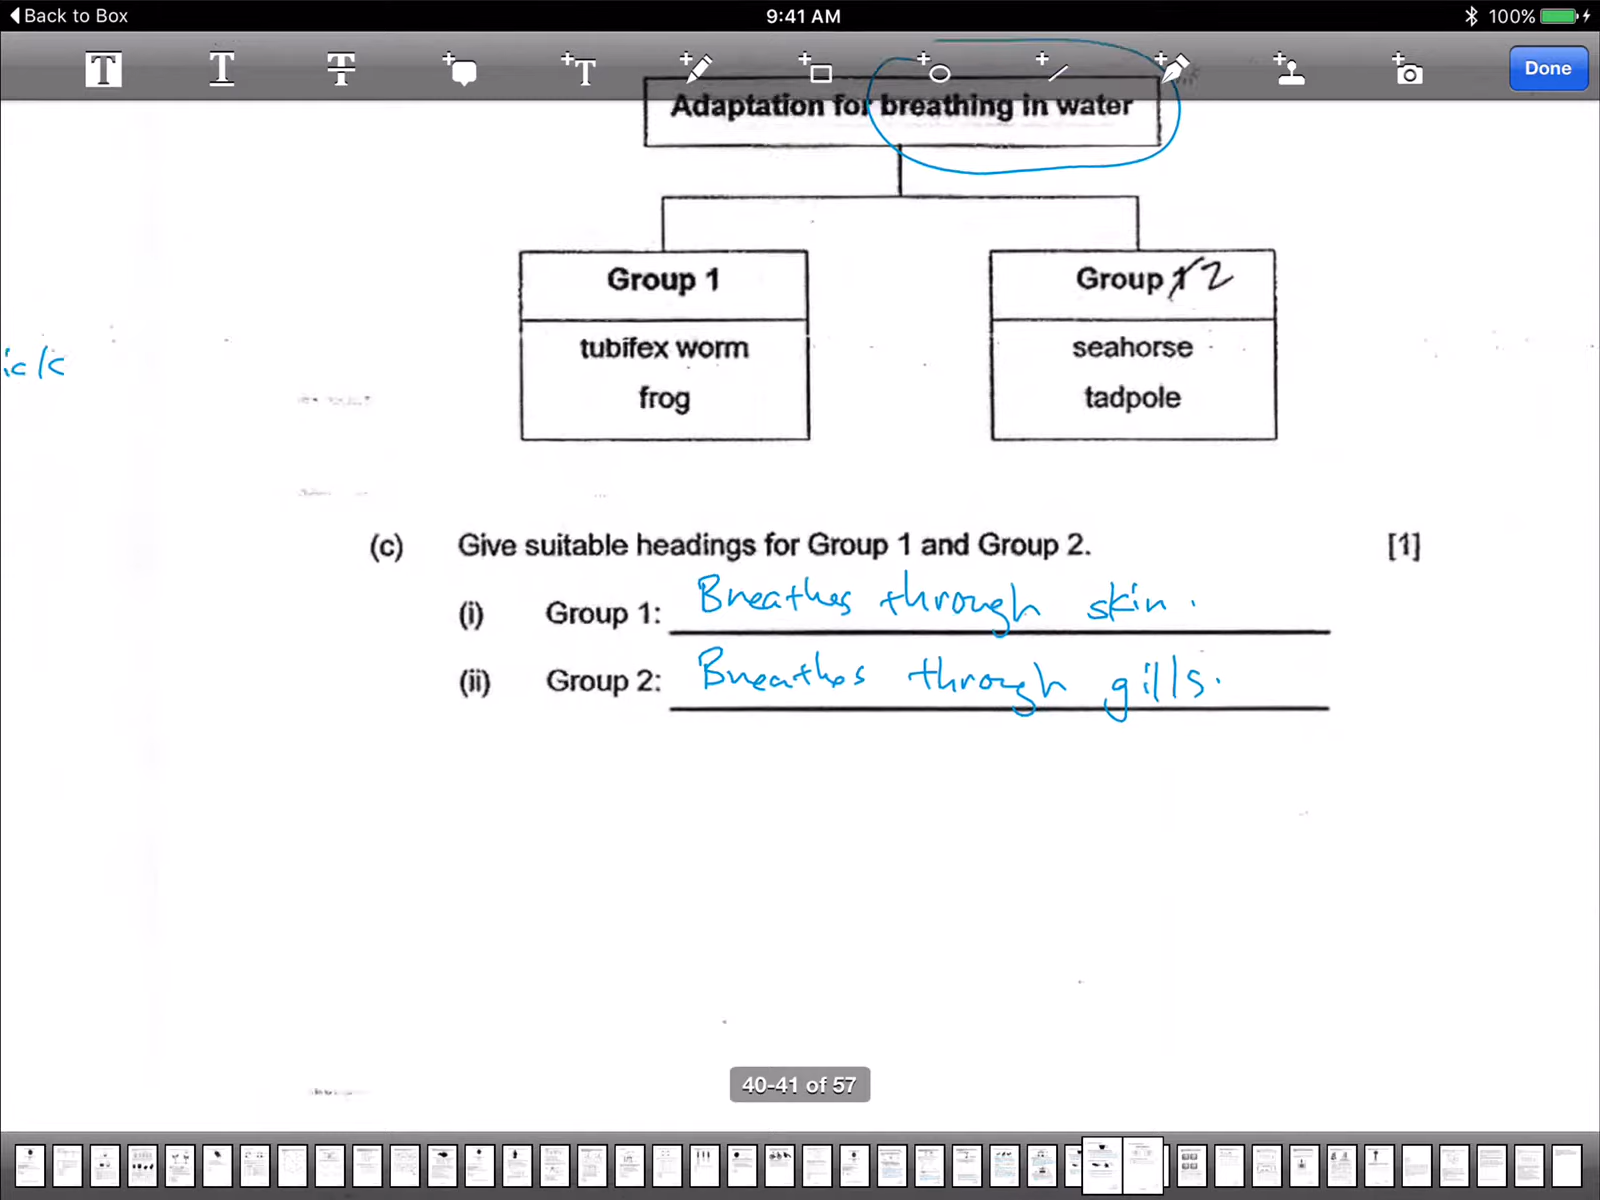 Back to Box
9:41 AM
100%
T T T T
Done
Adaptation for breathing in water
Group 1
Group 1 2
tubifex worm
seahorse
frog
tadpole
(c) Give suitable headings for Group 1 and Group 2. [1]
(i) Group 1: Breathes through skin.
(ii) Group 2: Breathes through gills.
40-41 of 57